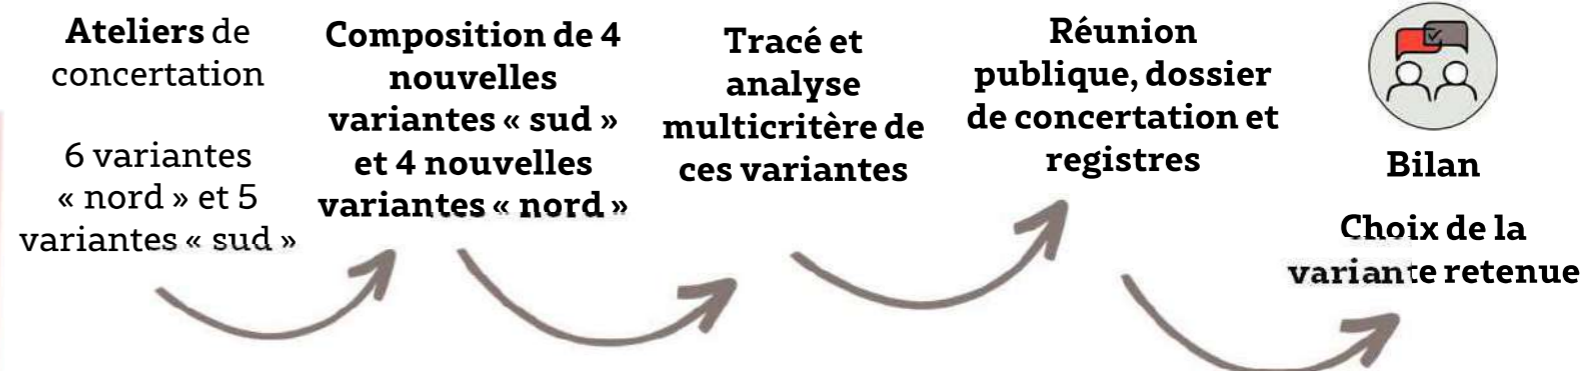 Ateliers de
concertation
6 variantes
« nord » et 5
variantes « sud »
Composition de 4
nouvelles
variantes « sud »
et 4 nouvelles
variantes « nord »
Tracé et
analyse
multicritère de
ces variantes
Réunion
publique, dossier
de concertation et
registres
Bilan
Choix de la
variante retenue